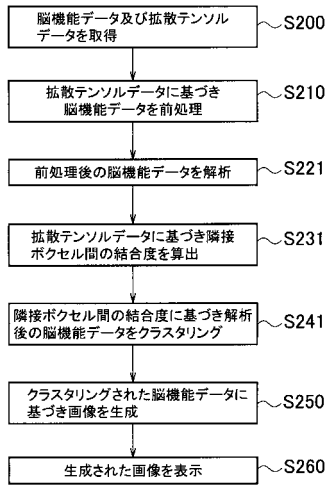 脳機能データ及び拡散テンソル
データを取得
S200
拡散テンソルデータに基づき
脳機能データを前処理
S210
前処理後の脳機能データを解析
S221
拡散テンソルデータに基づき隣接
ボクセル間の結合度を算出
S231
隣接ボクセル間の結合度に基づき解析
後の脳機能データをクラスタリング
S241
クラスタリングされた脳機能データに
基づき画像を生成
S250
生成された画像を表示
S260